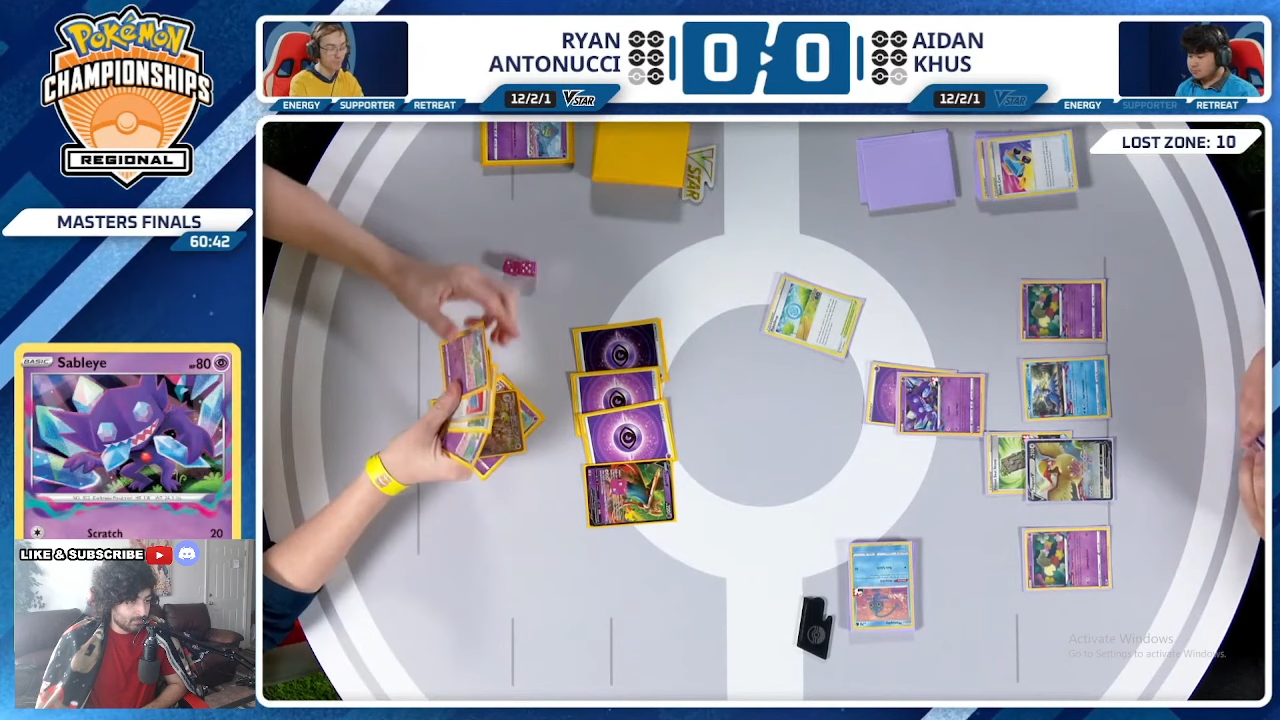 POKéMON
CHAMPIONSHIPS
REGIONAL
MASTERS FINALS
60:42
RYAN
ANTONUCCI
0 0
AIDAN
KHUS
ENERGY SUPPORTER RETREAT
12/2/1 VSTAR
12/2/1 VSTAR
ENERGY SUPPORTER RETREAT
LOST ZONE: 10
VSTAR
BASIC Sableye HP80
Scratch 20
LIKE & SUBSCRIBE
Activate Windows
Go to Settings to activate Windows.